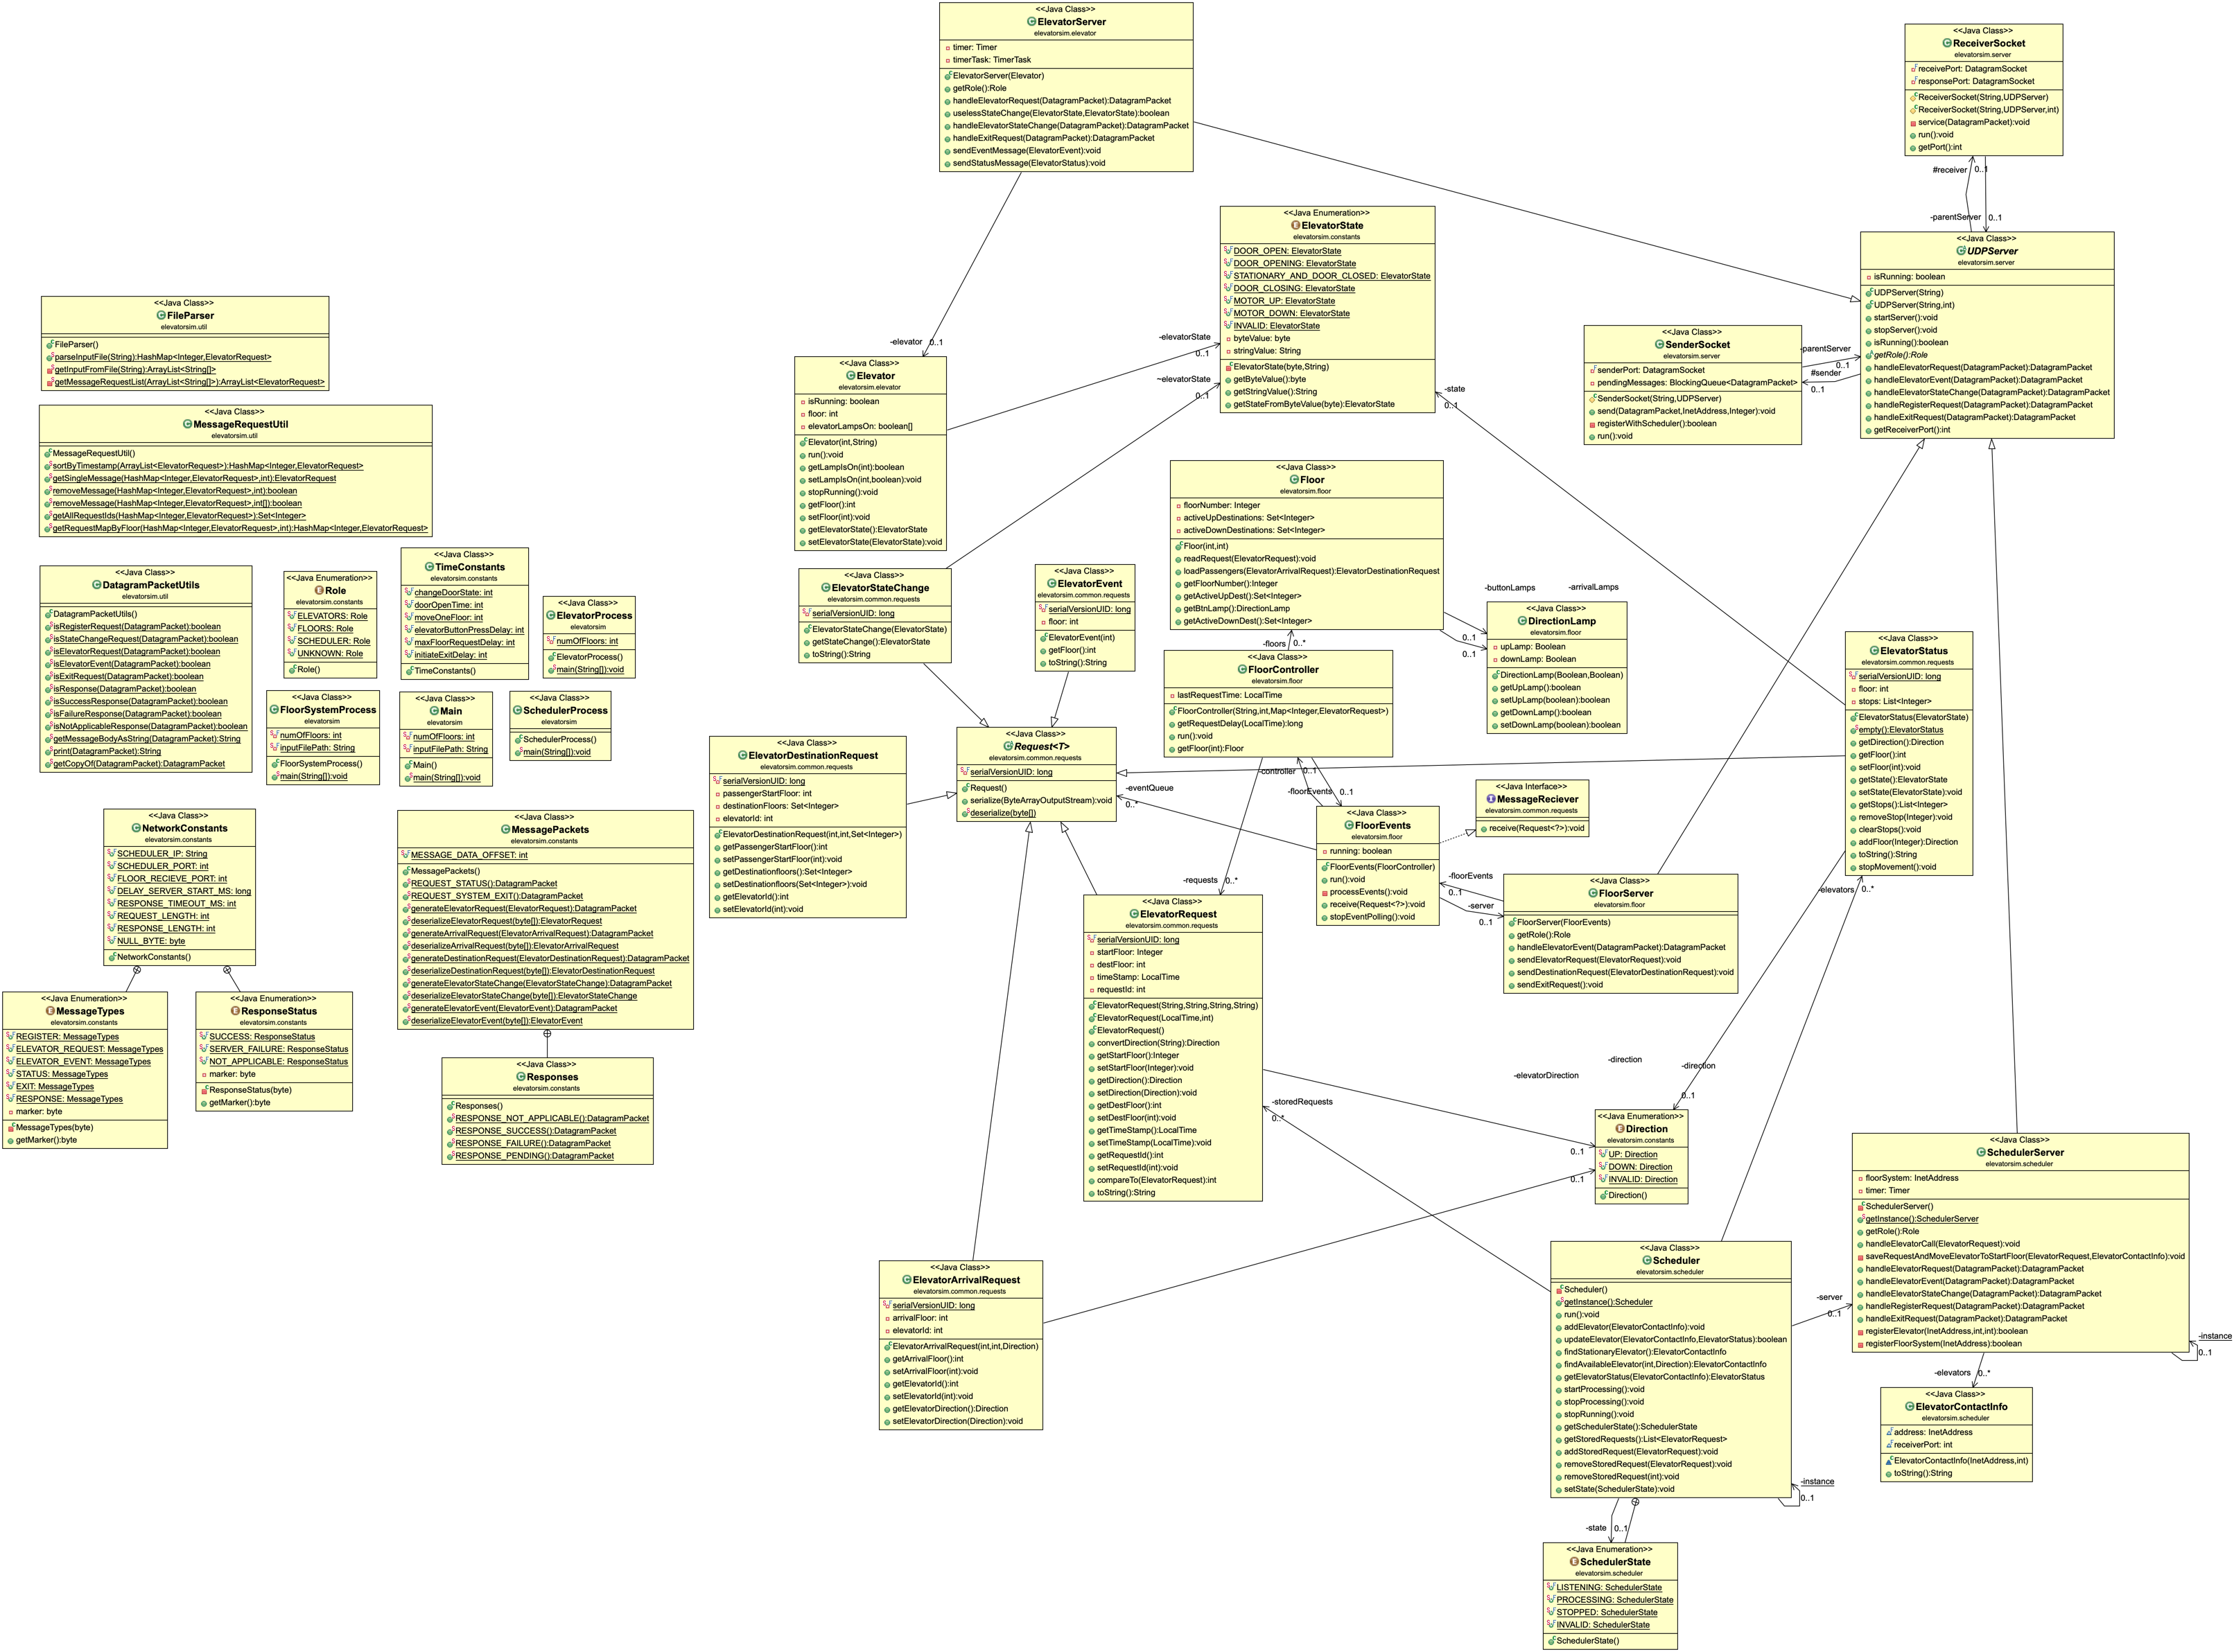 <<Java Class>>
ElevatorServer
elevatorsim.elevator
timer: Timer
timerTask: TimerTask
ElevatorServer(Elevator)
getRole():Role
handleElevatorRequest(DatagramPacket):DatagramPacket
uselessStateChange(ElevatorState,ElevatorState):boolean
handleElevatorStateChange(DatagramPacket):DatagramPacket
handleExitRequest(DatagramPacket):DatagramPacket
sendEventMessage(ElevatorEvent):void
sendStatusMessage(ElevatorStatus):void
<<Java Class>>
ReceiverSocket
elevatorsim.server
receivePort: DatagramSocket
responsePort: DatagramSocket
ReceiverSocket(String,UDPServer)
ReceiverSocket(String,UDPServer,int)
service(DatagramPacket):void
run():void
getPort():int
#receiver
0..1
-parentServer
0..1
<<Java Class>>
UDPServer
elevatorsim.server
isRunning: boolean
UDPServer(String)
UDPServer(String,int)
startServer():void
stopServer():void
isRunning():boolean
getRole():Role
handleElevatorRequest(DatagramPacket):DatagramPacket
handleElevatorEvent(DatagramPacket):DatagramPacket
handleElevatorStateChange(DatagramPacket):DatagramPacket
handleRegisterRequest(DatagramPacket):DatagramPacket
handleExitRequest(DatagramPacket):DatagramPacket
getReceiverPort():int
<<Java Class>>
SenderSocket
elevatorsim.server
senderPort: DatagramSocket
pendingMessages: BlockingQueue<DatagramPacket>
SenderSocket(String,UDPServer)
send(DatagramPacket,InetAddress,Integer):void
registerWithScheduler():boolean
run():void
-parentServer
0..1
#sender
0..1
<<Java Enumeration>>
ElevatorState
elevatorsim.constants
DOOR_OPEN: ElevatorState
DOOR_OPENING: ElevatorState
STATIONARY_AND_DOOR_CLOSED: ElevatorState
DOOR_CLOSING: ElevatorState
MOTOR_UP: ElevatorState
MOTOR_DOWN: ElevatorState
INVALID: ElevatorState
byteValue: byte
stringValue: String
ElevatorState(byte,String)
getByteValue():byte
getStringValue():String
getStateFromByteValue(byte):ElevatorState
-elevatorState
0..1
~elevatorState
0..1
-state
0..1
-elevator
0..1
<<Java Class>>
Elevator
elevatorsim.elevator
isRunning: boolean
floor: int
elevatorLampsOn: boolean[]
Elevator(int,String)
run():void
getLampIsOn(int):boolean
setLampIsOn(int,boolean):void
stopRunning():void
getFloor():int
setFloor(int):void
getElevatorState():ElevatorState
setElevatorState(ElevatorState):void
<<Java Class>>
FileParser
elevatorsim.util
FileParser()
parseInputFile(String):HashMap<Integer,ElevatorRequest>
getInputFromFile(String):ArrayList<String[]>
getMessageRequestList(ArrayList<String[]>):ArrayList<ElevatorRequest>
<<Java Class>>
MessageRequestUtil
elevatorsim.util
MessageRequestUtil()
sortByTimestamp(ArrayList<ElevatorRequest>):HashMap<Integer,ElevatorRequest>
getSingleMessage(HashMap<Integer,ElevatorRequest>,int):ElevatorRequest
removeMessage(HashMap<Integer,ElevatorRequest>,int):boolean
removeMessage(HashMap<Integer,ElevatorRequest>,int[]):boolean
getAllRequestIds(HashMap<Integer,ElevatorRequest>):Set<Integer>
getRequestMapByFloor(HashMap<Integer,ElevatorRequest>,int):HashMap<Integer,ElevatorRequest>
<<Java Class>>
DatagramPacketUtils
elevatorsim.util
DatagramPacketUtils()
isRegisterRequest(DatagramPacket):boolean
isStateChangeRequest(DatagramPacket):boolean
isElevatorRequest(DatagramPacket):boolean
isElevatorEvent(DatagramPacket):boolean
isExitRequest(DatagramPacket):boolean
isResponse(DatagramPacket):boolean
isSuccessResponse(DatagramPacket):boolean
isFailureResponse(DatagramPacket):boolean
isNotApplicableResponse(DatagramPacket):boolean
getMessageBodyAsString(DatagramPacket):String
print(DatagramPacket):String
getCopyOf(DatagramPacket):DatagramPacket
<<Java Enumeration>>
Role
elevatorsim.constants
ELEVATORS: Role
FLOORS: Role
SCHEDULER: Role
UNKNOWN: Role
Role()
<<Java Class>>
TimeConstants
elevatorsim.constants
changeDoorState: int
doorOpenTime: int
moveOneFloor: int
elevatorButtonPressDelay: int
maxFloorRequestDelay: int
initiateExitDelay: int
TimeConstants()
<<Java Class>>
ElevatorProcess
elevatorsim
numOfFloors: int
ElevatorProcess()
main(String[]):void
<<Java Class>>
FloorSystemProcess
elevatorsim
numOfFloors: int
inputFilePath: String
FloorSystemProcess()
main(String[]):void
<<Java Class>>
Main
elevatorsim
numOfFloors: int
inputFilePath: String
Main()
main(String[]):void
<<Java Class>>
SchedulerProcess
elevatorsim
SchedulerProcess()
main(String[]):void
<<Java Class>>
ElevatorStateChange
elevatorsim.common.requests
serialVersionUID: long
ElevatorStateChange(ElevatorState)
getStateChange():ElevatorState
toString():String
<<Java Class>>
ElevatorEvent
elevatorsim.common.requests
serialVersionUID: long
floor: int
ElevatorEvent(int)
getFloor():int
toString():String
<<Java Class>>
Floor
elevatorsim.floor
floorNumber: Integer
activeUpDestinations: Set<Integer>
activeDownDestinations: Set<Integer>
Floor(int,int)
readRequest(ElevatorRequest):void
loadPassengers(ElevatorArrivalRequest):ElevatorDestinationRequest
getFloorNumber():Integer
getActiveUpDest():Set<Integer>
getBtnLamp():DirectionLamp
getActiveDownDest():Set<Integer>
-buttonLamps
-arrivalLamps
0..1
0..1
<<Java Class>>
DirectionLamp
elevatorsim.floor
upLamp: Boolean
downLamp: Boolean
DirectionLamp(Boolean,Boolean)
getUpLamp():boolean
setUpLamp(boolean):boolean
getDownLamp():boolean
setDownLamp(boolean):boolean
-floors
0..*
<<Java Class>>
FloorController
elevatorsim.floor
lastRequestTime: LocalTime
FloorController(String,int,Map<Integer,ElevatorRequest>)
getRequestDelay(LocalTime):long
run():void
getFloor(int):Floor
<<Java Class>>
ElevatorStatus
elevatorsim.common.requests
serialVersionUID: long
floor: int
stops: List<Integer>
ElevatorStatus(ElevatorState)
empty():ElevatorStatus
getDirection():Direction
getFloor():int
setFloor(int):void
getState():ElevatorState
setState(ElevatorState):void
getStops():List<Integer>
removeStop(Integer):void
clearStops():void
addFloor(Integer):Direction
toString():String
stopMovement():void
<<Java Class>>
ElevatorDestinationRequest
elevatorsim.common.requests
serialVersionUID: long
passengerStartFloor: int
destinationFloors: Set<Integer>
elevatorId: int
ElevatorDestinationRequest(int,int,Set<Integer>)
getPassengerStartFloor():int
setPassengerStartFloor(int):void
getDestinationfloors():Set<Integer>
setDestinationfloors(Set<Integer>):void
getElevatorId():int
setElevatorId(int):void
<<Java Class>>
Request<T>
elevatorsim.common.requests
serialVersionUID: long
Request()
serialize(ByteArrayOutputStream):void
deserialize(byte[])
-eventQueue
0..*
-controller
0..1
-floorEvents
0..1
<<Java Class>>
FloorEvents
elevatorsim.floor
running: boolean
FloorEvents(FloorController)
run():void
processEvents():void
receive(Request<?>):void
stopEventPolling():void
<<Java Interface>>
MessageReciever
elevatorsim.common.requests
receive(Request<?>):void
-floorEvents
0..1
-server
0..1
<<Java Class>>
FloorServer
elevatorsim.floor
FloorServer(FloorEvents)
getRole():Role
handleElevatorEvent(DatagramPacket):DatagramPacket
sendElevatorRequest(ElevatorRequest):void
sendDestinationRequest(ElevatorDestinationRequest):void
sendExitRequest():void
-elevators
0..*
<<Java Class>>
NetworkConstants
elevatorsim.constants
SCHEDULER_IP: String
SCHEDULER_PORT: int
FLOOR_RECIEVE_PORT: int
DELAY_SERVER_START_MS: long
RESPONSE_TIMEOUT_MS: int
REQUEST_LENGTH: int
RESPONSE_LENGTH: int
NULL_BYTE: byte
NetworkConstants()
<<Java Class>>
MessagePackets
elevatorsim.constants
MESSAGE_DATA_OFFSET: int
MessagePackets()
REQUEST_STATUS():DatagramPacket
REQUEST_SYSTEM_EXIT():DatagramPacket
generateElevatorRequest(ElevatorRequest):DatagramPacket
deserializeElevatorRequest(byte[]):ElevatorRequest
generateArrivalRequest(ElevatorArrivalRequest):DatagramPacket
deserializeArrivalRequest(byte[]):ElevatorArrivalRequest
generateDestinationRequest(ElevatorDestinationRequest):DatagramPacket
deserializeDestinationRequest(byte[]):ElevatorDestinationRequest
generateElevatorStateChange(ElevatorStateChange):DatagramPacket
deserializeElevatorStateChange(byte[]):ElevatorStateChange
generateElevatorEvent(ElevatorEvent):DatagramPacket
deserializeElevatorEvent(byte[]):ElevatorEvent
<<Java Enumeration>>
MessageTypes
elevatorsim.constants
REGISTER: MessageTypes
ELEVATOR_REQUEST: MessageTypes
ELEVATOR_EVENT: MessageTypes
STATUS: MessageTypes
EXIT: MessageTypes
RESPONSE: MessageTypes
marker: byte
MessageTypes(byte)
getMarker():byte
<<Java Enumeration>>
ResponseStatus
elevatorsim.constants
SUCCESS: ResponseStatus
SERVER_FAILURE: ResponseStatus
NOT_APPLICABLE: ResponseStatus
marker: byte
ResponseStatus(byte)
getMarker():byte
<<Java Class>>
Responses
elevatorsim.constants
Responses()
RESPONSE_NOT_APPLICABLE():DatagramPacket
RESPONSE_SUCCESS():DatagramPacket
RESPONSE_FAILURE():DatagramPacket
RESPONSE_PENDING():DatagramPacket
-requests
0..*
<<Java Class>>
ElevatorRequest
elevatorsim.common.requests
serialVersionUID: long
startFloor: Integer
destFloor: int
timeStamp: LocalTime
requestId: int
ElevatorRequest(String,String,String,String)
ElevatorRequest(LocalTime,int)
ElevatorRequest()
convertDirection(String):Direction
getStartFloor():Integer
setStartFloor(Integer):void
getDirection():Direction
setDirection(Direction):void
getDestFloor():int
setDestFloor(int):void
getTimeStamp():LocalTime
setTimeStamp(LocalTime):void
getRequestId():int
setRequestId(int):void
compareTo(ElevatorRequest):int
toString():String
-storedRequests
0..*
-elevatorDirection
-direction
-direction
0..1
0..1
0..1
<<Java Enumeration>>
Direction
elevatorsim.constants
UP: Direction
DOWN: Direction
INVALID: Direction
Direction()
<<Java Class>>
ElevatorArrivalRequest
elevatorsim.common.requests
serialVersionUID: long
arrivalFloor: int
elevatorId: int
ElevatorArrivalRequest(int,int,Direction)
getArrivalFloor():int
setArrivalFloor(int):void
getElevatorId():int
setElevatorId(int):void
getElevatorDirection():Direction
setElevatorDirection(Direction):void
<<Java Class>>
Scheduler
elevatorsim.scheduler
Scheduler()
getInstance():Scheduler
run():void
addElevator(ElevatorContactInfo):void
updateElevator(ElevatorContactInfo,ElevatorStatus):boolean
findStationaryElevator():ElevatorContactInfo
findAvailableElevator(int,Direction):ElevatorContactInfo
getElevatorStatus(ElevatorContactInfo):ElevatorStatus
startProcessing():void
stopProcessing():void
stopRunning():void
getSchedulerState():SchedulerState
getStoredRequests():List<ElevatorRequest>
addStoredRequest(ElevatorRequest):void
removeStoredRequest(ElevatorRequest):void
removeStoredRequest(int):void
setState(SchedulerState):void
-instance
0..1
-server
0..1
<<Java Class>>
SchedulerServer
elevatorsim.scheduler
floorSystem: InetAddress
timer: Timer
SchedulerServer()
getInstance():SchedulerServer
getRole():Role
handleElevatorCall(ElevatorRequest):void
saveRequestAndMoveElevatorToStartFloor(ElevatorRequest,ElevatorContactInfo):void
handleElevatorRequest(DatagramPacket):DatagramPacket
handleElevatorEvent(DatagramPacket):DatagramPacket
handleElevatorStateChange(DatagramPacket):DatagramPacket
handleRegisterRequest(DatagramPacket):DatagramPacket
handleExitRequest(DatagramPacket):DatagramPacket
registerElevator(InetAddress,int,int):boolean
registerFloorSystem(InetAddress):boolean
-instance
0..1
-elevators
0..*
<<Java Class>>
ElevatorContactInfo
elevatorsim.scheduler
address: InetAddress
receiverPort: int
ElevatorContactInfo(InetAddress,int)
toString():String
-state
0..1
<<Java Enumeration>>
SchedulerState
elevatorsim.scheduler
LISTENING: SchedulerState
PROCESSING: SchedulerState
STOPPED: SchedulerState
INVALID: SchedulerState
SchedulerState()